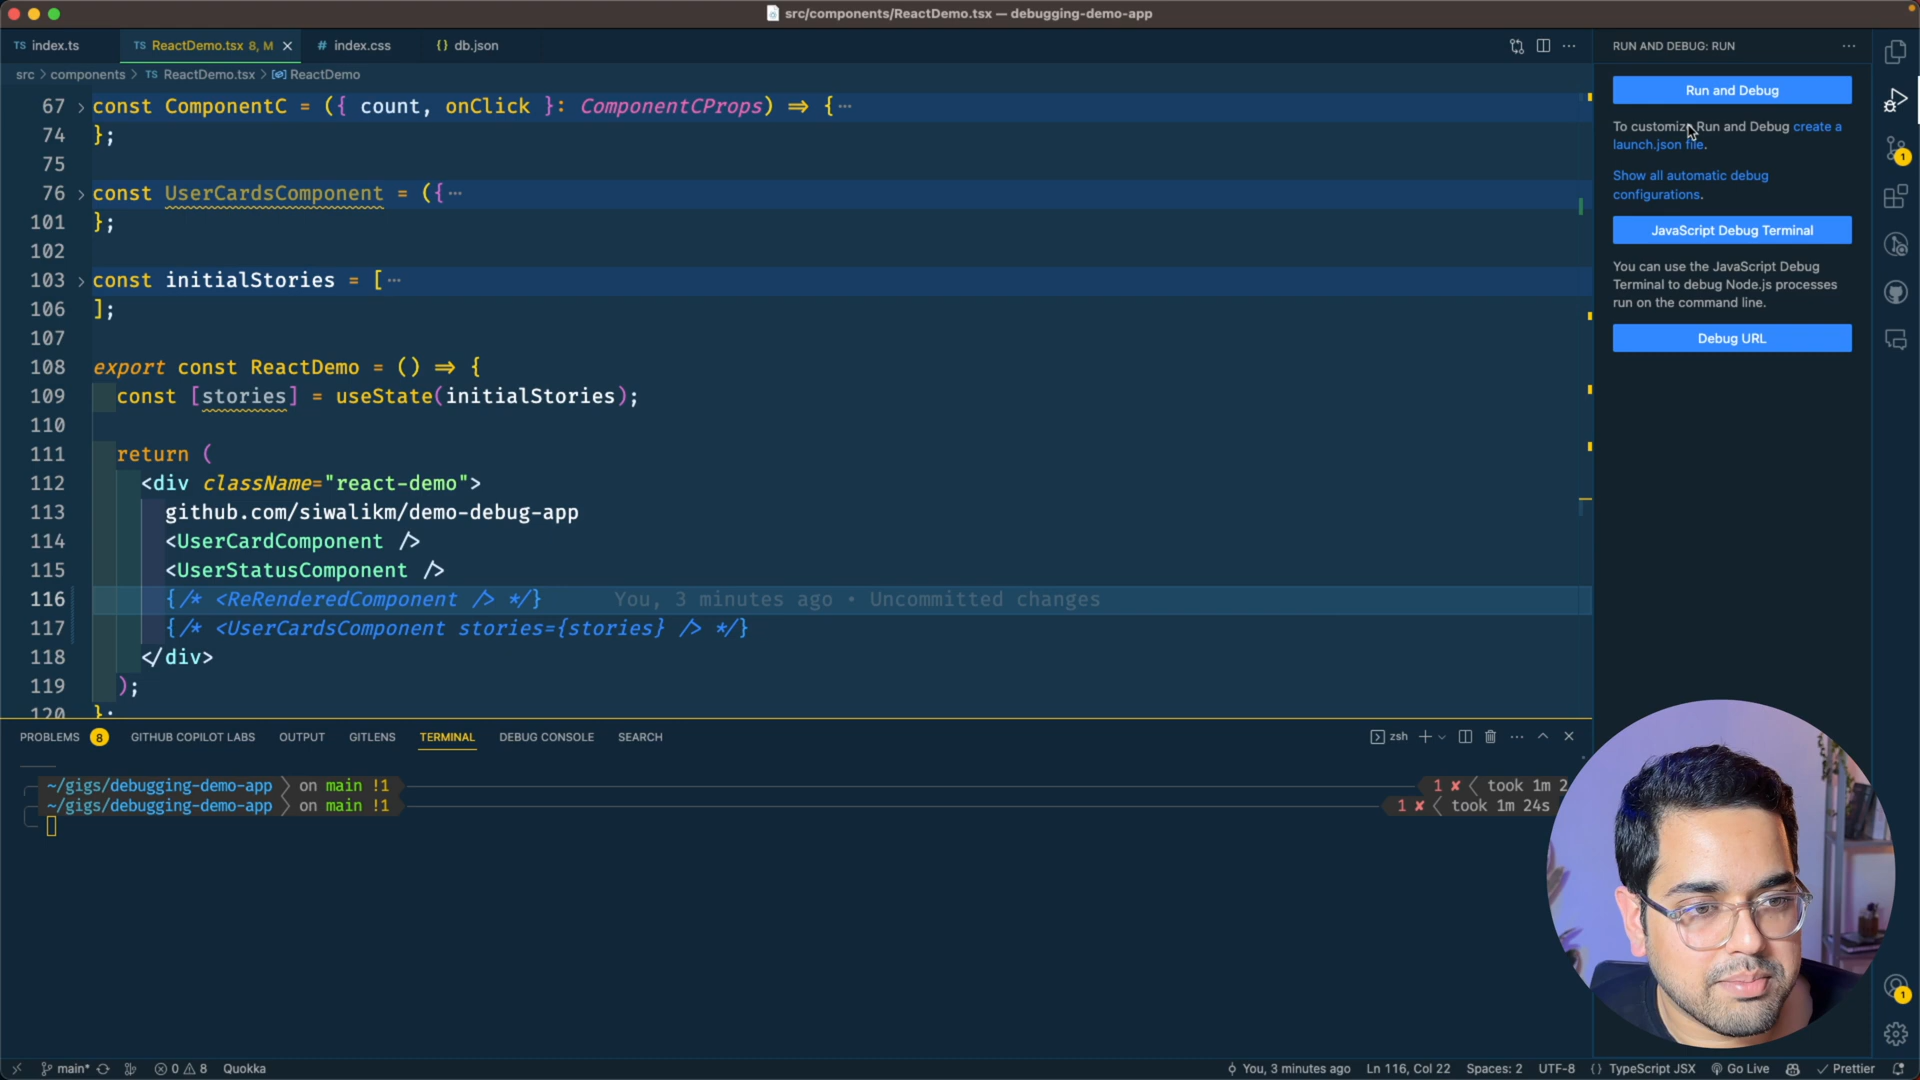 src/components/ReactDemo.tsx — debugging-demo-app
TS index.ts
TS ReactDemo.tsx 8, M
# index.css
{} db.json
RUN AND DEBUG: RUN
src > components > TS ReactDemo.tsx > ReactDemo
67 const ComponentC = ({ count, onClick }: ComponentCProps) => {…
74 };
75
76 const UserCardsComponent = ({…
101 };
102
103 const initialStories = […
106 ];
107
108 export const ReactDemo = () => {
109 const [stories] = useState(initialStories);
110
111 return (
112 <div className="react-demo">
113 github.com/siwalikm/demo-debug-app
114 <UserCardComponent />
115 <UserStatusComponent />
116 {/* <ReRenderedComponent /> */} You, 3 minutes ago • Uncommitted changes
117 {/* <UserCardsComponent stories={stories} /> */}
118 </div>
119 );
120 };
Run and Debug
To customize Run and Debug create a
launch.json file.
Show all automatic debug
configurations.
JavaScript Debug Terminal
You can use the JavaScript Debug
Terminal to debug Node.js processes
run on the command line.
Debug URL
1
PROBLEMS 8 GITHUB COPILOT LABS OUTPUT GITLENS TERMINAL DEBUG CONSOLE SEARCH
zsh
~/gigs/debugging-demo-app on main !1 1 ✘ took 1m 2
~/gigs/debugging-demo-app on main !1 1 ✘ took 1m 24s
1
main* 0 8 Quokka
You, 3 minutes ago Ln 116, Col 22 Spaces: 2 UTF-8 {} TypeScript JSX Go Live Prettier